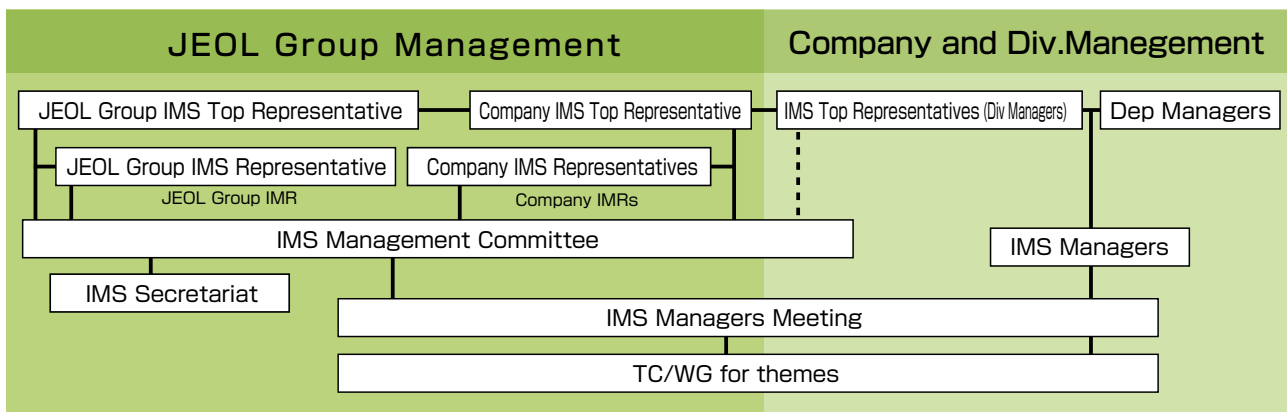 JEOL Group Management
Company and Div.Manegement
JEOL Group IMS Top Representative
Company IMS Top Representative
IMS Top Representatives (Div Managers)
Dep Managers
JEOL Group IMS Representative
Company IMS Representatives
JEOL Group IMR
Company IMRs
IMS Management Committee
IMS Managers
IMS Secretariat
IMS Managers Meeting
TC/WG for themes